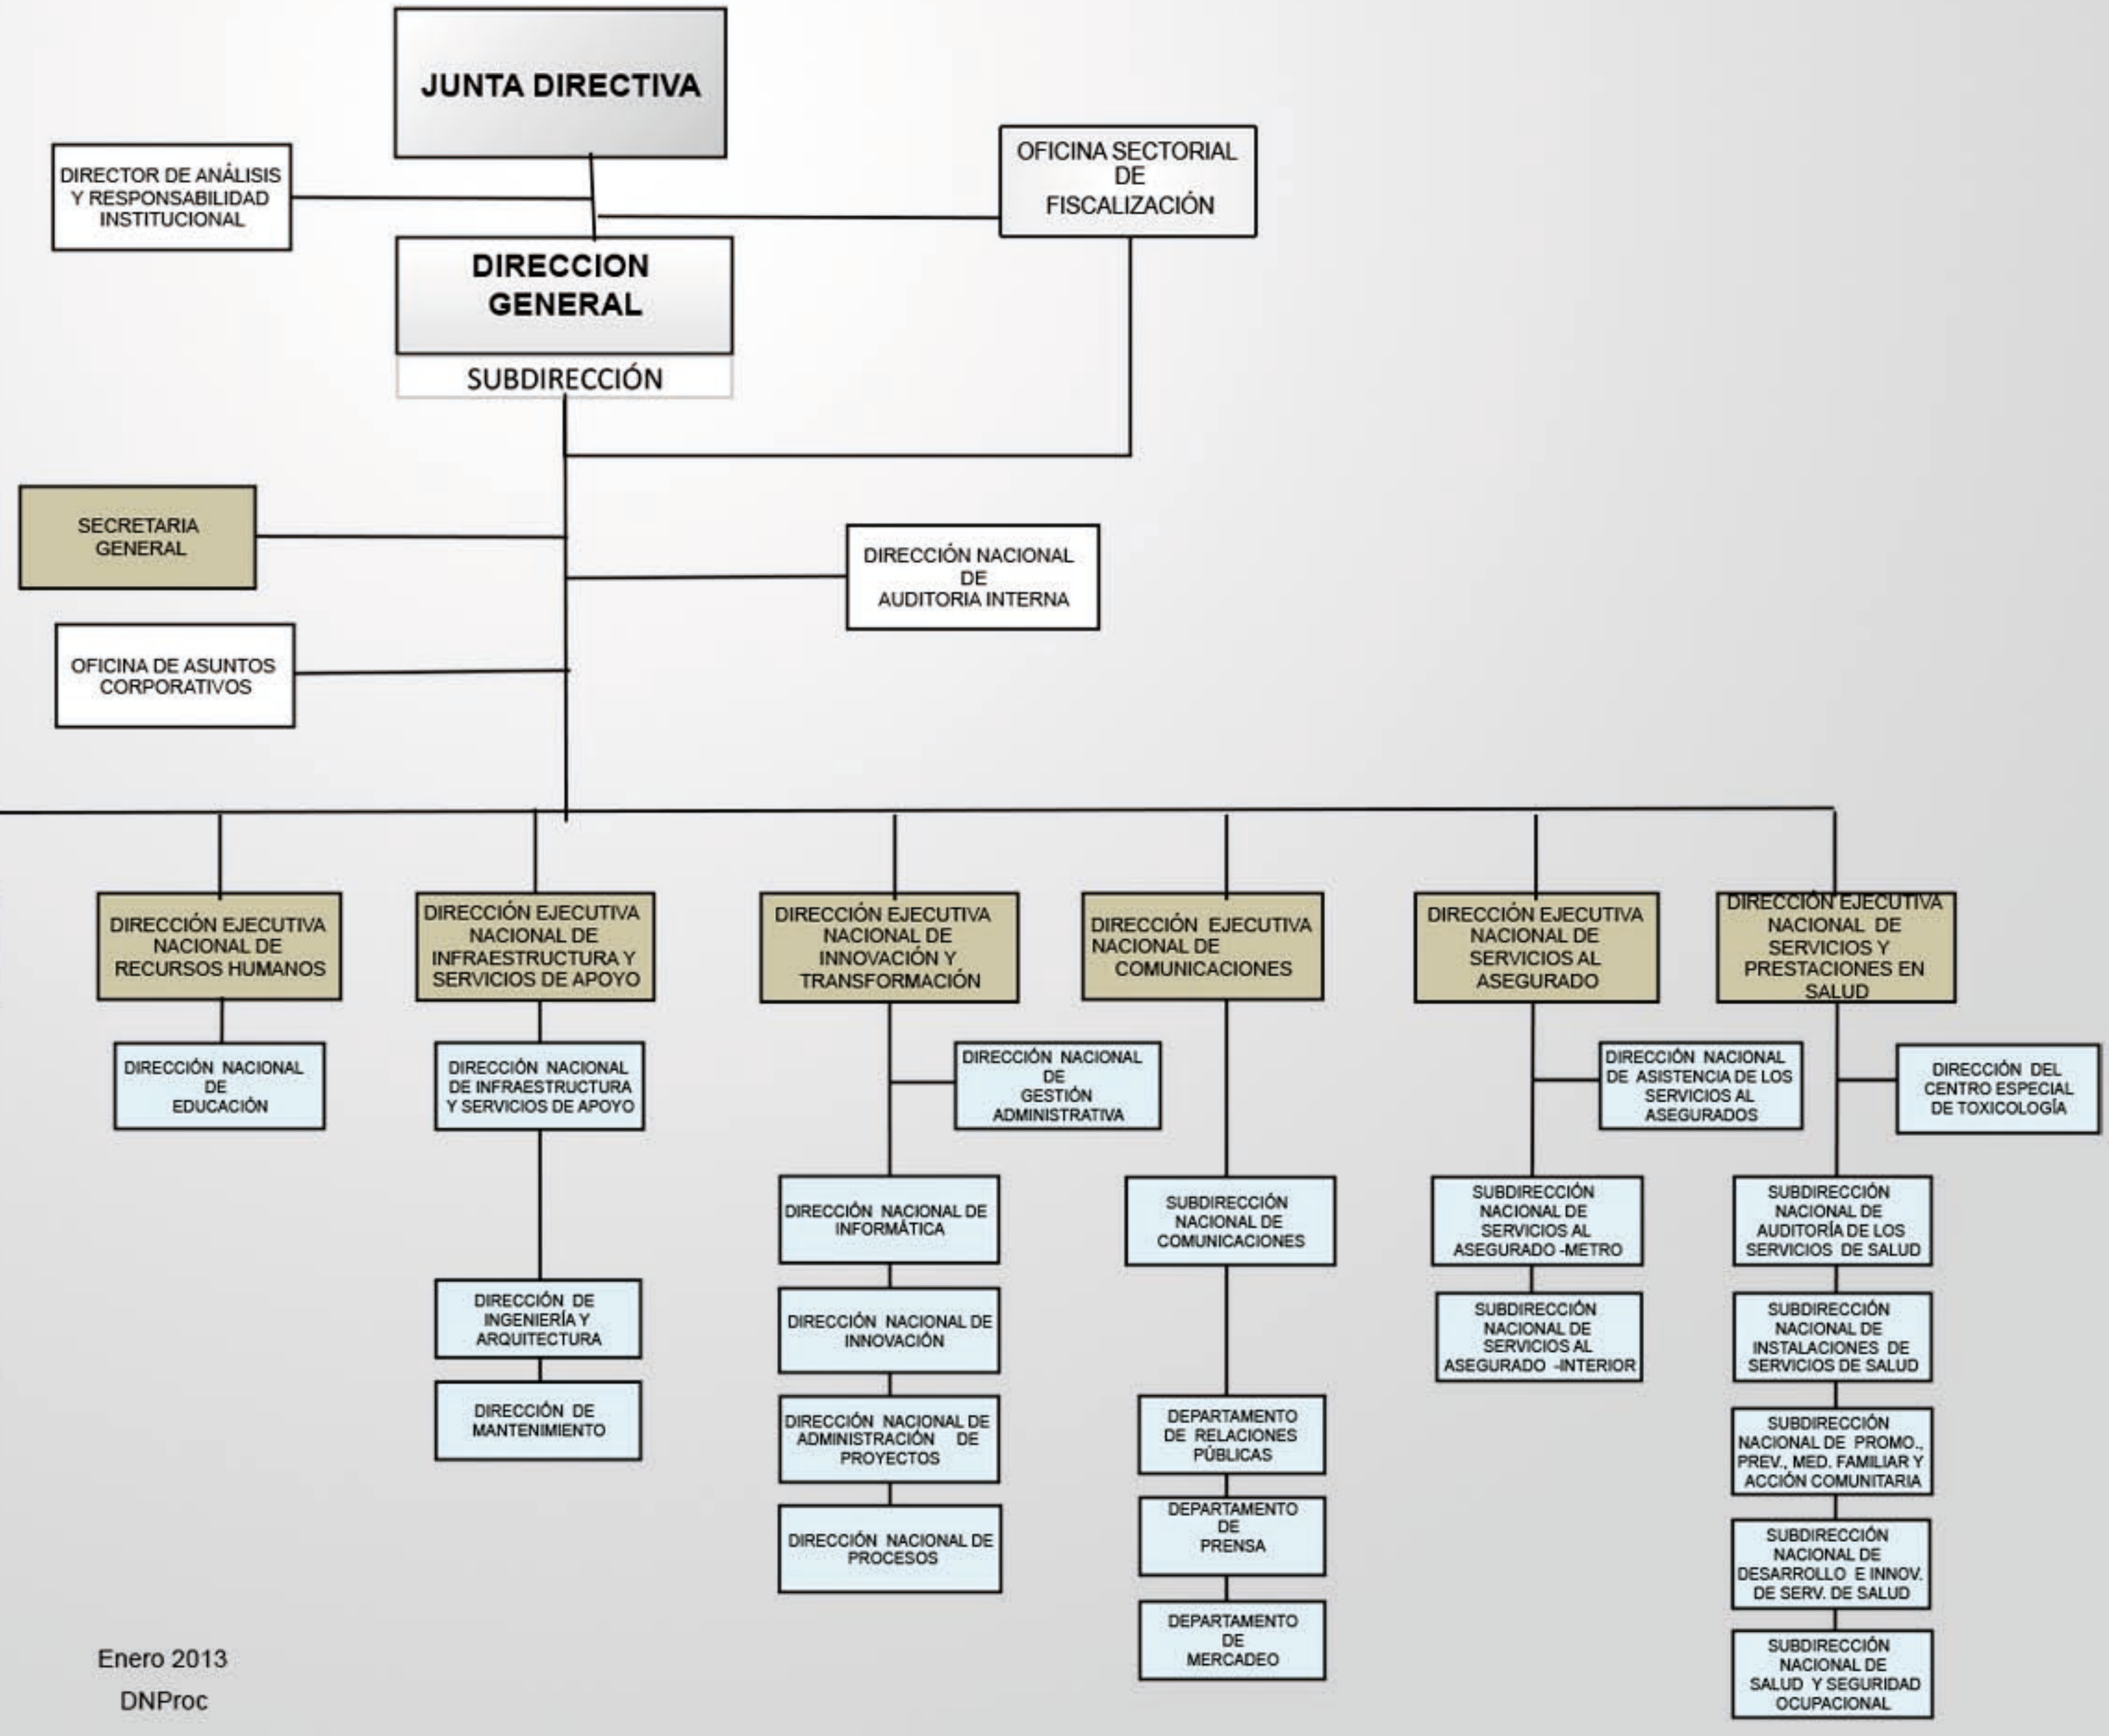 JUNTA DIRECTIVA
DIRECTOR DE ANÁLISIS
Y RESPONSABILIDAD
INSTITUCIONAL
OFICINA SECTORIAL
DE
FISCALIZACIÓN
DIRECCION
GENERAL
SUBDIRECCIÓN
SECRETARIA
GENERAL
DIRECCIÓN NACIONAL
DE
AUDITORIA INTERNA
OFICINA DE ASUNTOS
CORPORATIVOS
DIRECCIÓN EJECUTIVA
NACIONAL DE
RECURSOS HUMANOS
DIRECCIÓN NACIONAL
DE
EDUCACIÓN
DIRECCIÓN EJECUTIVA
NACIONAL DE
INFRAESTRUCTURA Y
SERVICIOS DE APOYO
DIRECCIÓN NACIONAL
DE INFRAESTRUCTURA
Y SERVICIOS DE APOYO
DIRECCIÓN DE
INGENIERÍA Y
ARQUITECTURA
DIRECCIÓN DE
MANTENIMIENTO
DIRECCIÓN EJECUTIVA
NACIONAL DE
INNOVACIÓN Y
TRANSFORMACIÓN
DIRECCIÓN NACIONAL
DE
GESTIÓN
ADMINISTRATIVA
DIRECCIÓN NACIONAL DE
INFORMÁTICA
DIRECCIÓN NACIONAL DE
INNOVACIÓN
DIRECCIÓN NACIONAL DE
ADMINISTRACIÓN DE
PROYECTOS
DIRECCIÓN NACIONAL DE
PROCESOS
DIRECCIÓN EJECUTIVA
NACIONAL DE
COMUNICACIONES
SUBDIRECCIÓN
NACIONAL DE
COMUNICACIONES
DEPARTAMENTO
DE RELACIONES
PÚBLICAS
DEPARTAMENTO
DE
PRENSA
DEPARTAMENTO
DE
MERCADEO
DIRECCIÓN EJECUTIVA
NACIONAL DE
SERVICIOS AL
ASEGURADO
DIRECCIÓN NACIONAL
DE ASISTENCIA DE LOS
SERVICIOS AL
ASEGURADOS
SUBDIRECCIÓN
NACIONAL DE
SERVICIOS AL
ASEGURADO -METRO
SUBDIRECCIÓN
NACIONAL DE
SERVICIOS AL
ASEGURADO -INTERIOR
DIRECCIÓN EJECUTIVA
NACIONAL DE
SERVICIOS Y
PRESTACIONES EN
SALUD
DIRECCIÓN DEL
CENTRO ESPECIAL
DE TOXICOLOGÍA
SUBDIRECCIÓN
NACIONAL DE
AUDITORÍA DE LOS
SERVICIOS DE SALUD
SUBDIRECCIÓN
NACIONAL DE
INSTALACIONES DE
SERVICIOS DE SALUD
SUBDIRECCIÓN
NACIONAL DE PROMO.,
PREV., MED. FAMILIAR Y
ACCIÓN COMUNITARIA
SUBDIRECCIÓN
NACIONAL DE
DESARROLLO E INNOV.
DE SERV. DE SALUD
SUBDIRECCIÓN
NACIONAL DE
SALUD Y SEGURIDAD
OCUPACIONAL
Enero 2013
DNProc